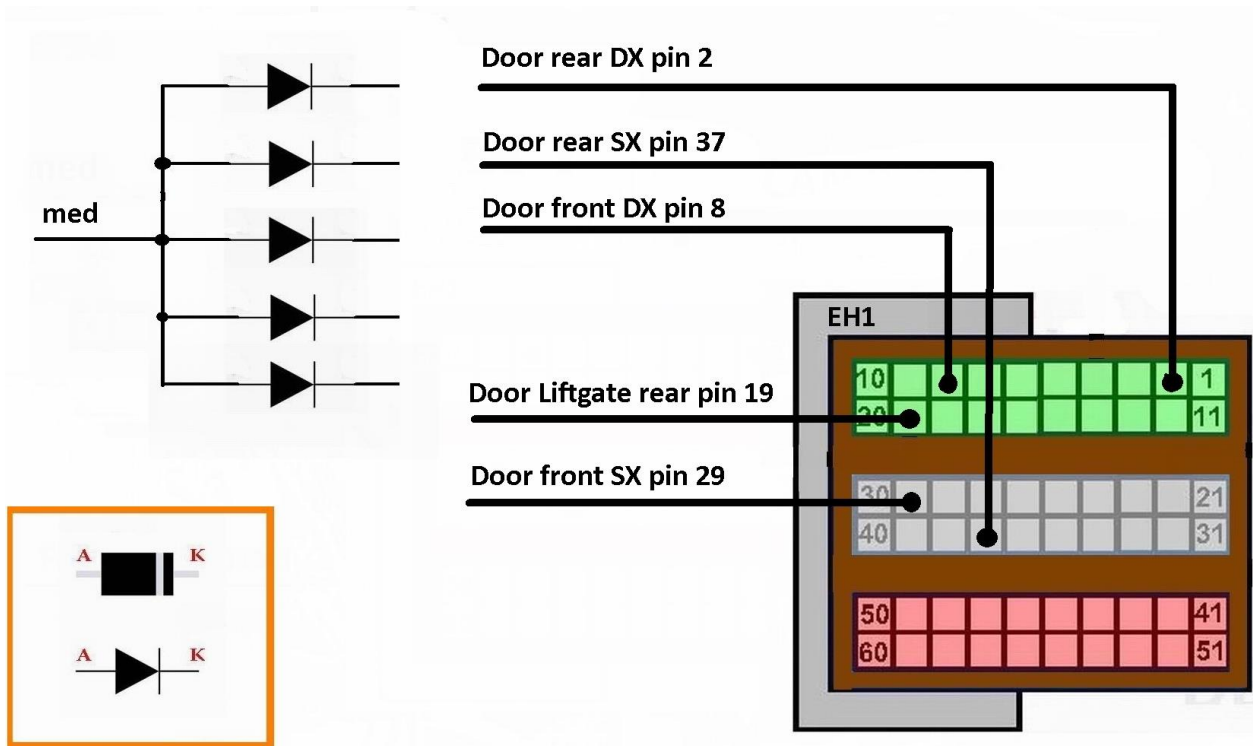 Door rear DX pin 2
Door rear SX pin 37
med
Door front DX pin 8
EH1
10 1
Door Liftgate rear pin 19
20 11
Door front SX pin 29
30 21
40 31
A K
50 41
60 51
A K